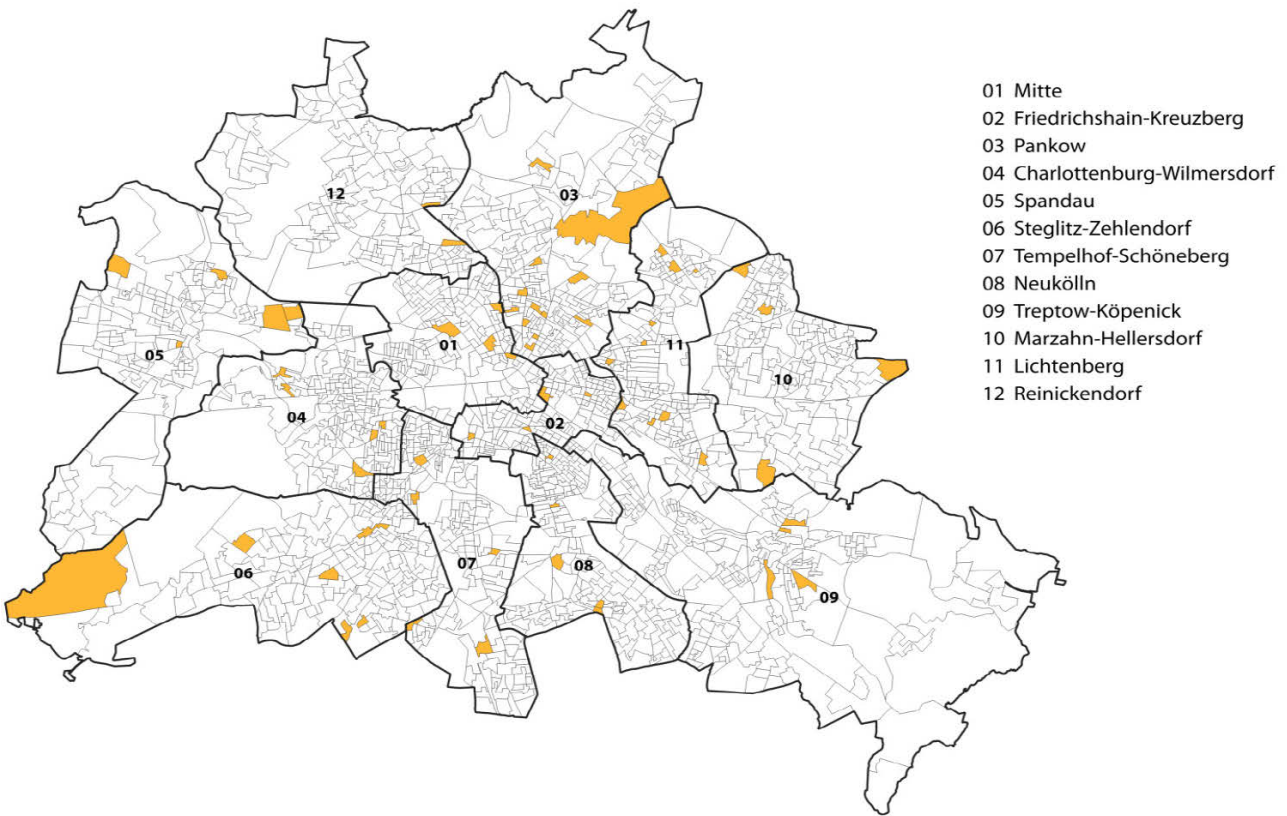 01 Mitte
02 Friedrichshain-Kreuzberg
03 Pankow
04 Charlottenburg-Wilmersdorf
05 Spandau
06 Steglitz-Zehlendorf
07 Tempelhof-Schöneberg
08 Neukölln
09 Treptow-Köpenick
10 Marzahn-Hellersdorf
11 Lichtenberg
12 Reinickendorf
12
03
01
11
05
10
04
02
07
08
06
09